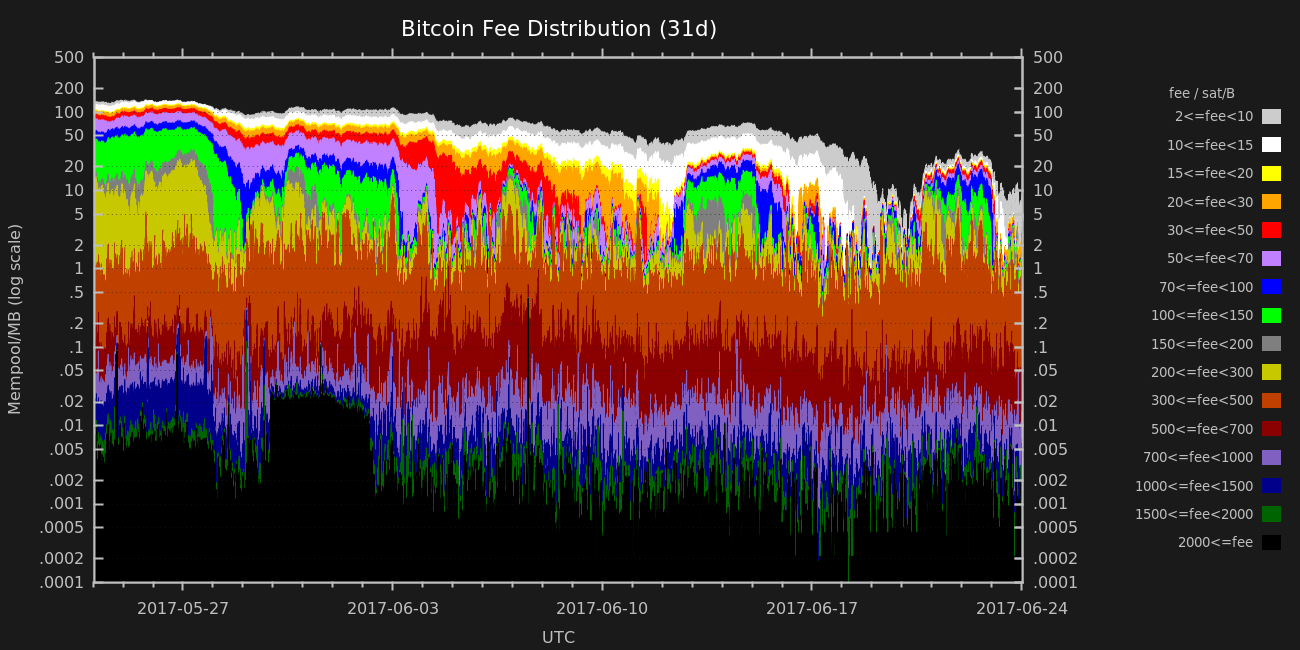 Bitcoin Fee Distribution (31d)
500 500
200 200
100 100
50 50
20 20
10 10
5 5
2 2
1 1
.5 .5
.2 .2
.1 .1
.05 .05
.02 .02
.01 .01
.005 .005
.002 .002
.001 .001
.0005 .0005
.0002 .0002
.0001 .0001
Mempool/MB (log scale)
2017-05-27 2017-06-03 2017-06-10 2017-06-17 2017-06-24
UTC
fee / sat/B
2<=fee<10
10<=fee<15
15<=fee<20
20<=fee<30
30<=fee<50
50<=fee<70
70<=fee<100
100<=fee<150
150<=fee<200
200<=fee<300
300<=fee<500
500<=fee<700
700<=fee<1000
1000<=fee<1500
1500<=fee<2000
2000<=fee